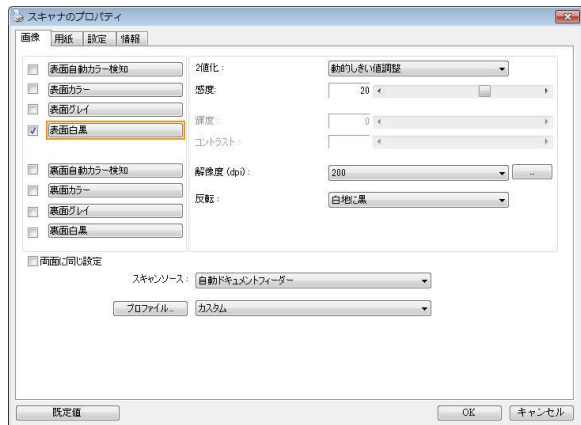 スキャナのプロパティ
画像 用紙 設定 情報
表面自動カラー検知
表面カラー
表面グレイ
表面白黒
裏面自動カラー検知
裏面カラー
裏面グレイ
裏面白黒
2値化: 動的しきい値調整
感度: 20
輝度: 0
コントラスト:
解像度 (dpi): 200 ...
反転: 白地に黒
両面に同じ設定
スキャンソース: 自動ドキュメントフィーダー
プロファイル... カスタム
既定値 OK キャンセル